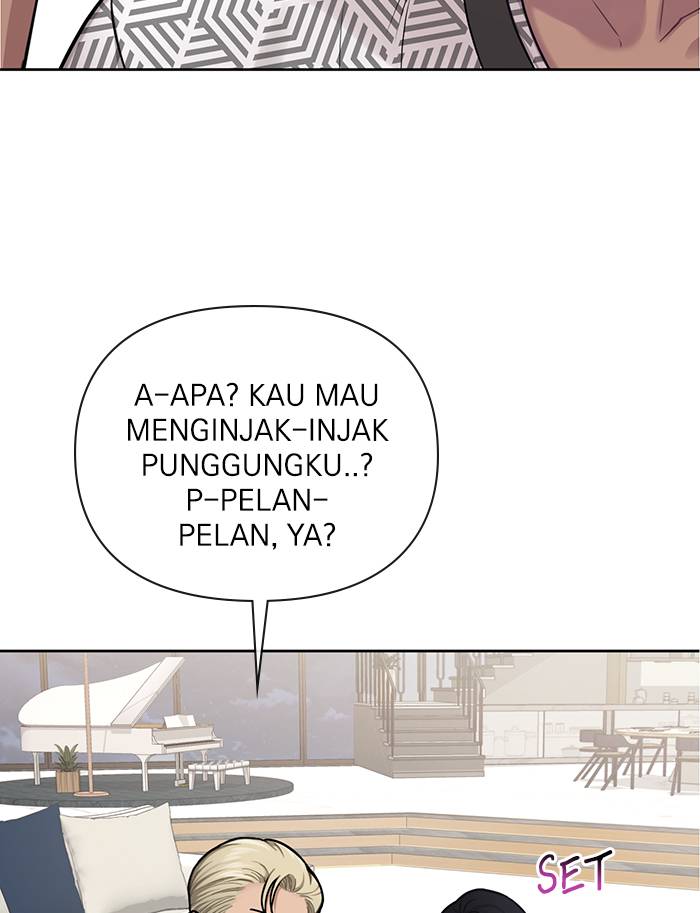 A-APA? KAU MAU
MENGINJAK-INJAK
PUNGGUNGKU..?
P-PELAN-
PELAN, YA?
SET